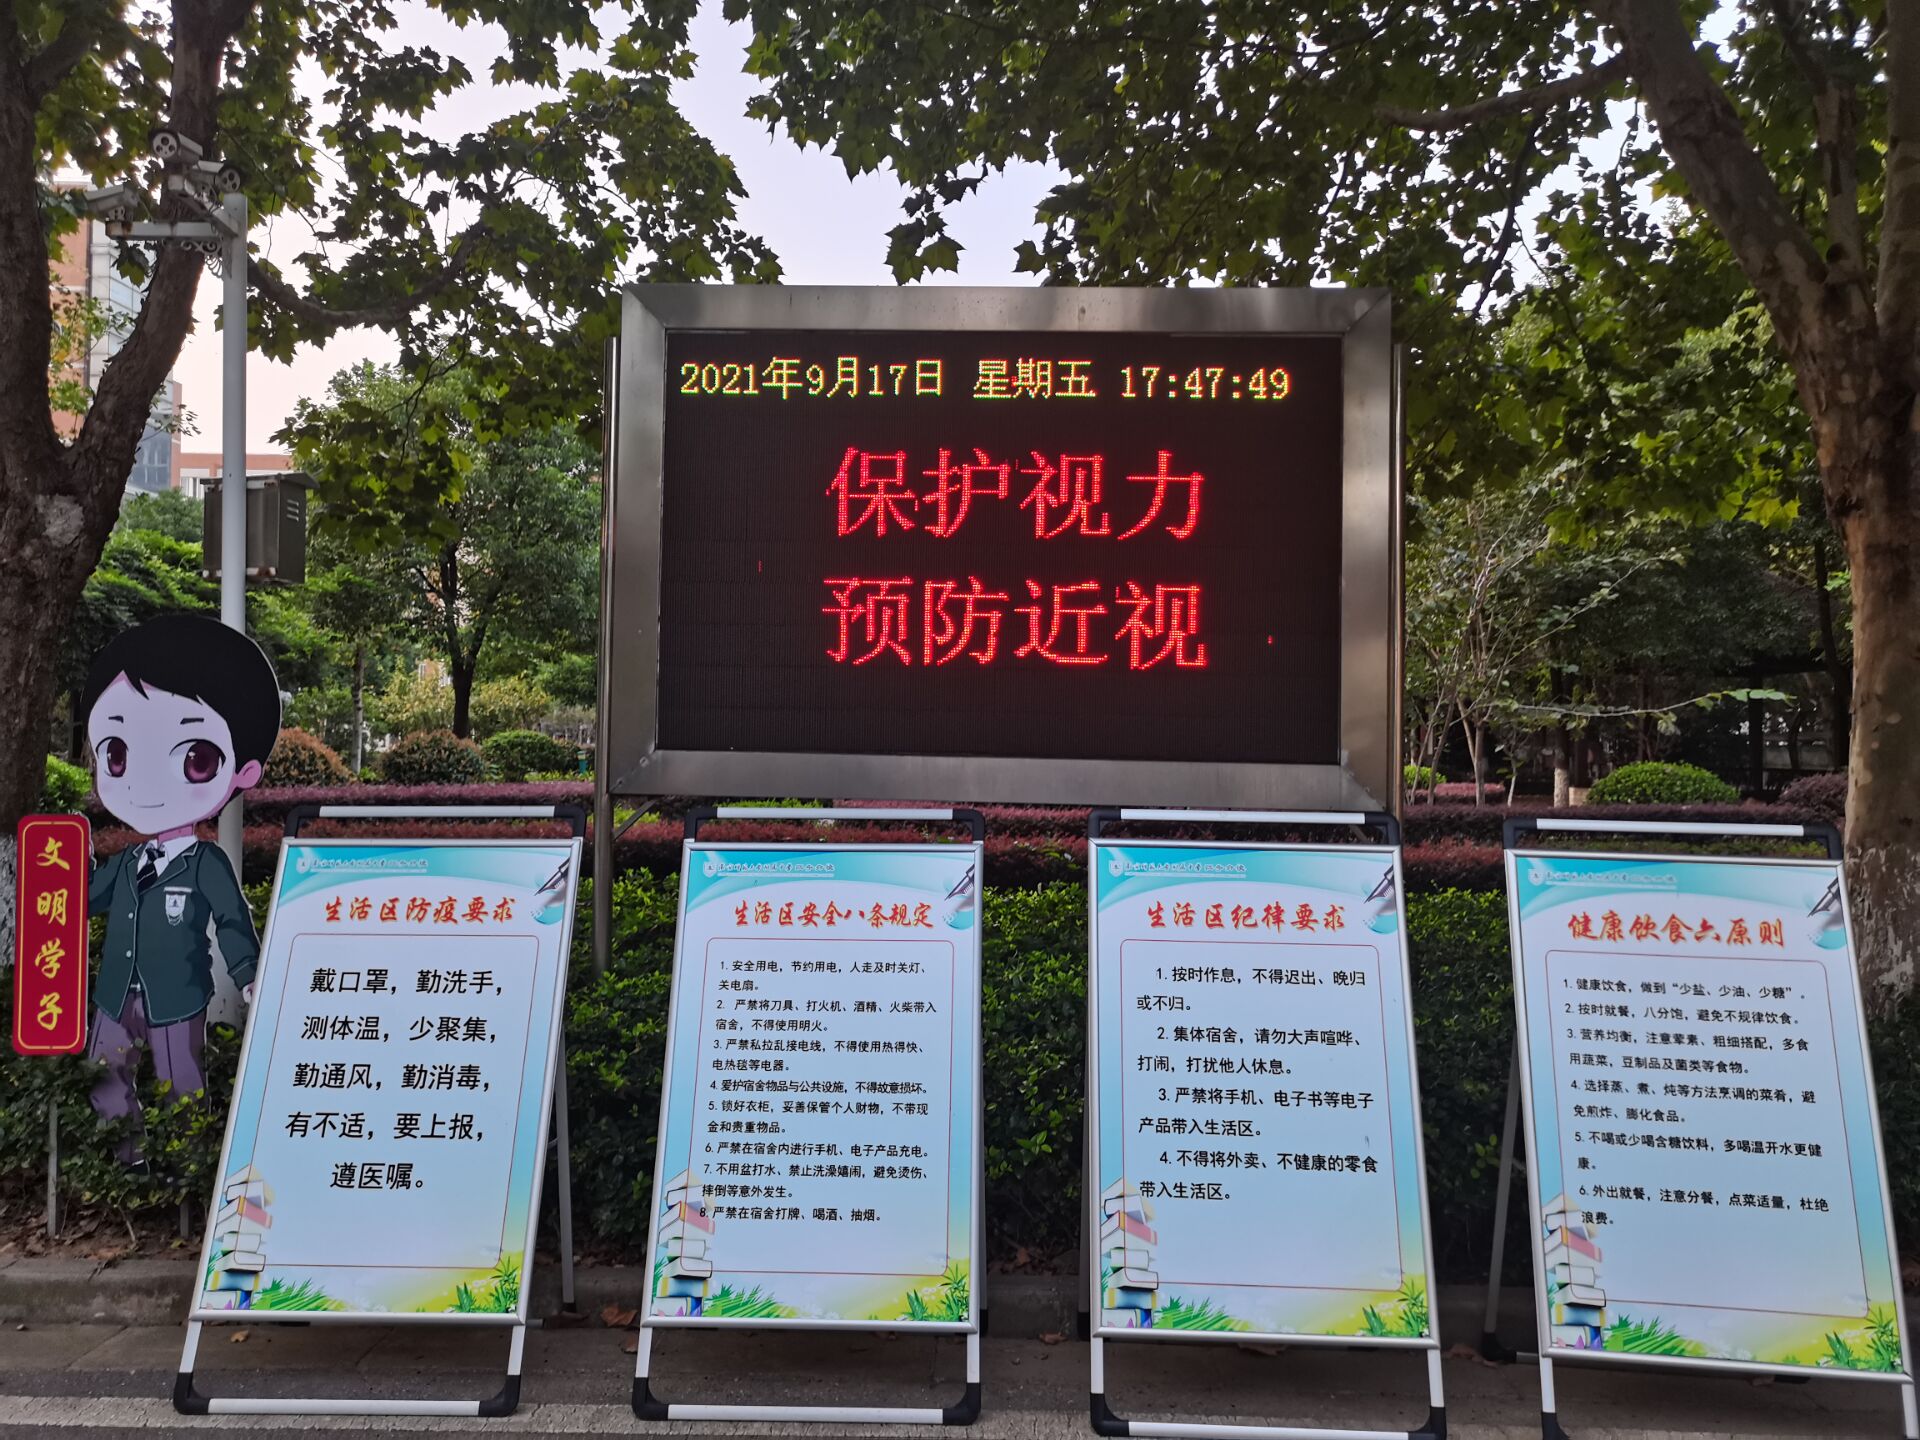 2021年9月17日 星期五 17:47:49
保护视力
预防近视
文明学子
生活区防疫要求
戴口罩，勤洗手，
测体温，少聚集，
勤通风，勤消毒，
有不适，要上报，
遵医嘱。
生活区安全八条规定
1. 安全用电，节约用电，人走及时关灯、
关电扇。
2. 严禁将刀具、打火机、酒精、火柴带入
宿舍，不得使用明火。
3. 严禁私拉乱接电线，不得使用热得快、
电热毯等电器。
4. 爱护宿舍物品与公共设施，不得故意损坏。
5. 锁好衣柜，妥善保管个人财物，不带现
金和贵重物品。
6. 严禁在宿舍内进行手机、电子产品充电。
7. 不用盆打水、禁止洗澡嬉闹，避免烫伤、
摔倒等意外发生。
8. 严禁在宿舍打牌、喝酒、抽烟。
生活区纪律要求
1. 按时作息，不得迟出、晚归
或不归。
2. 集体宿舍，请勿大声喧哗、
打闹，打扰他人休息。
3. 严禁将手机、电子书等电子
产品带入生活区。
4. 不得将外卖、不健康的零食
带入生活区。
健康饮食六原则
1. 健康饮食，做到“少盐、少油、少糖”。
2. 按时就餐，八分饱，避免不规律饮食。
3. 营养均衡，注意荤素、粗细搭配，多食
用蔬菜，豆制品及菌类等食物。
4. 选择蒸、煮、炖等方法烹调的菜肴，避
免煎炸、膨化食品。
5. 不喝或少喝含糖饮料，多喝温开水更健
康。
6. 外出就餐，注意分餐，点菜适量，杜绝
浪费。